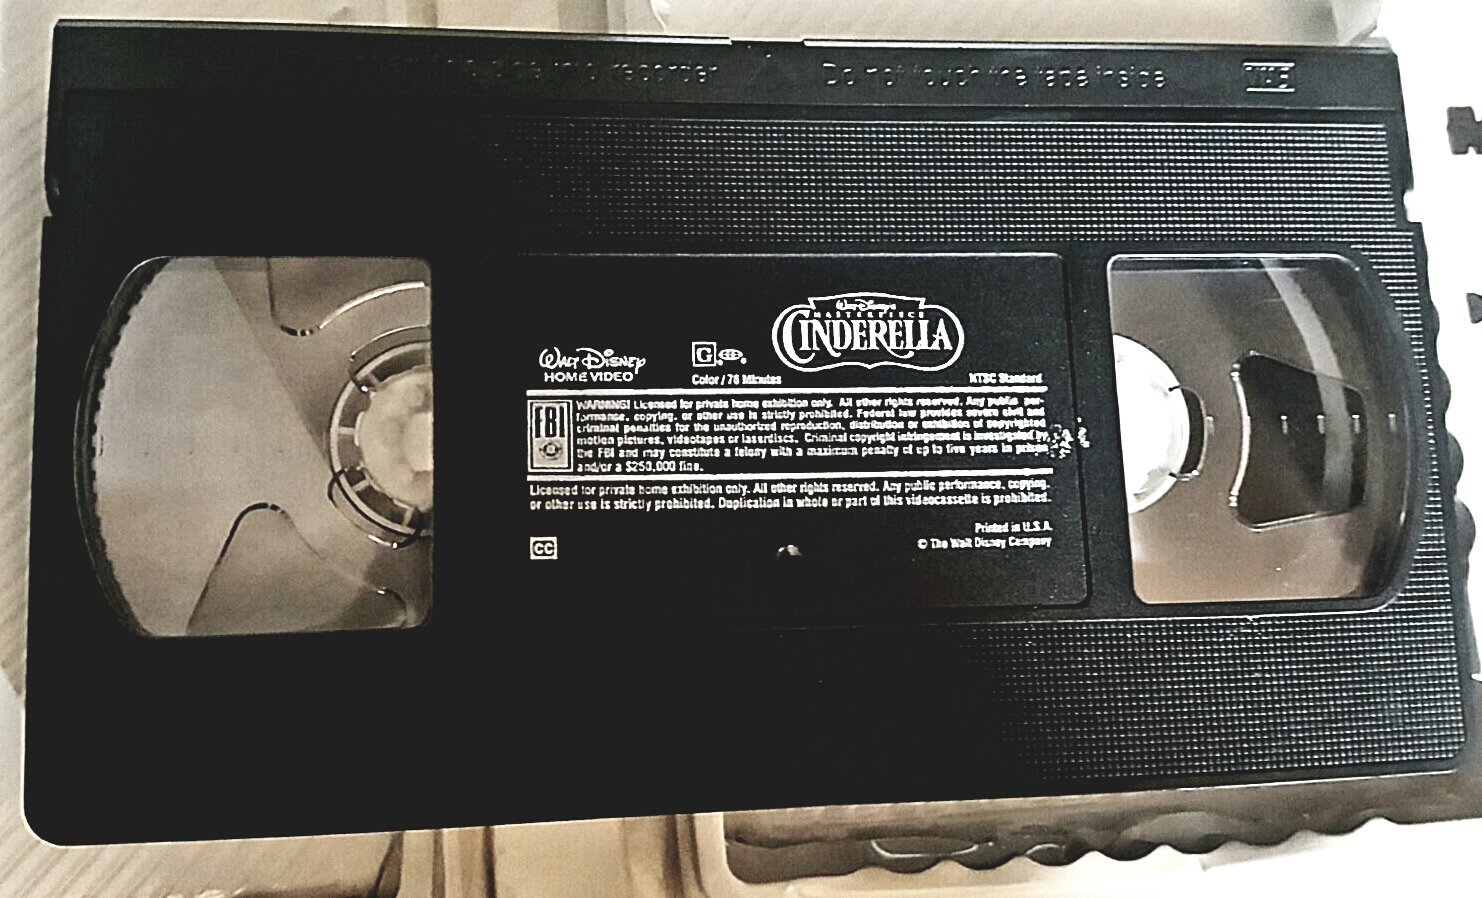 recorder
Do not touch the tape inside
VHS
Walt Disney's
MASTERPIECE
CINDERELLA
WALT DISNEY
HOME VIDEO
G
Color / 76 Minutes
NTSC Standard
FBI
WARNING! Licensed for private home exhibition only. All other rights reserved. Any public per-
formance, copying, or other use is strictly prohibited. Federal law provides severe civil and
criminal penalties for the unauthorized reproduction, distribution or exhibition of copyrighted
motion pictures, videotapes or laserdiscs. Criminal copyright infringement is investigated by
the FBI and may constitute a felony with a maximum penalty of up to five years in prison
and/or a $250,000 fine.
Licensed for private home exhibition only. All other rights reserved. Any public performance, copying,
or other use is strictly prohibited. Duplication in whole or part of this videocassette is prohibited.
Printed in U.S.A.
CC
© The Walt Disney Company